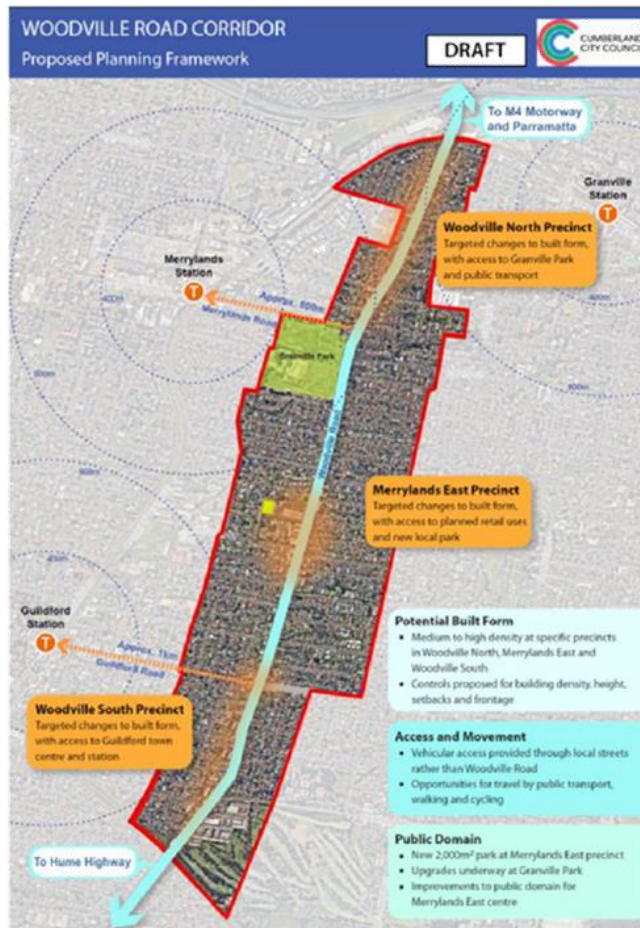 WOODVILLE ROAD CORRIDOR
Proposed Planning Framework
DRAFT
CUMBERLAND
CITY COUNCIL
To M4 Motorway
and Parramatta
Granville
Station
T
Woodville North Precinct
Targeted changes to built form,
with access to Granville Park
and public transport
Merrylands
Station
T
400m
400m
800m
800m
Approx. 800m
Merrylands Road
Granville Park
Woodville Road
Merrylands East Precinct
Targeted changes to built form,
with access to planned retail uses
and new local park
800m
400m
Guildford
Station
T
Approx. 1km
Guildford Road
Woodville South Precinct
Targeted changes to built form,
with access to Guildford town
centre and station
To Hume Highway
Potential Built Form
• Medium to high density at specific precincts
in Woodville North, Merrylands East and
Woodville South
• Controls proposed for building density, height,
setbacks and frontage
Access and Movement
• Vehicular access provided through local streets
rather than Woodville Road
• Opportunities for travel by public transport,
walking and cycling
Public Domain
• New 2,000m² park at Merrylands East precinct
• Upgrades underway at Granville Park
• Improvements to public domain for
Merrylands East centre